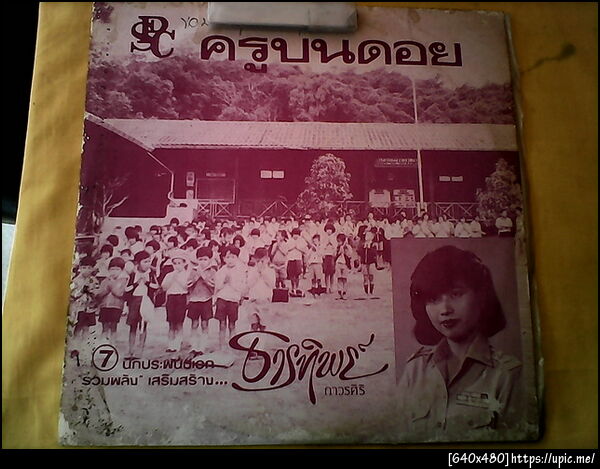 SPC
ครูบนดอย
7 นักประพันธ์เอก
"รวมพลัง" เสริมสร้าง...
ธารทิพย์
ถาวรศิริ
[640x480]https://upic.me/